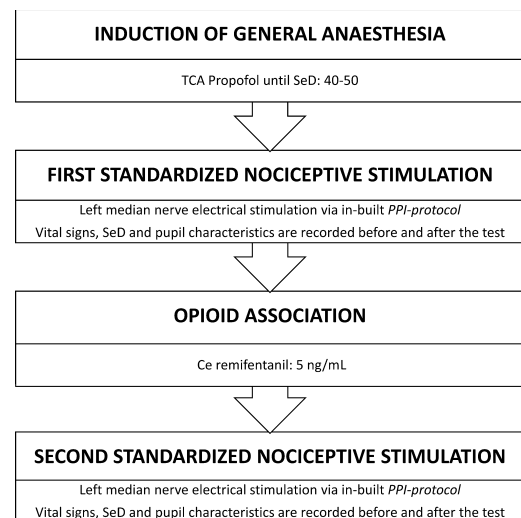 INDUCTION OF GENERAL ANAESTHESIA
TCA Propofol until SeD: 40-50
FIRST STANDARDIZED NOCICEPTIVE STIMULATION
Left median nerve electrical stimulation via in-built PPI-protocol
Vital signs, SeD and pupil characteristics are recorded before and after the test
OPIOID ASSOCIATION
Ce remifentanil: 5 ng/mL
SECOND STANDARDIZED NOCICEPTIVE STIMULATION
Left median nerve electrical stimulation via in-built PPI-protocol
Vital signs, SeD and pupil characteristics are recorded before and after the test